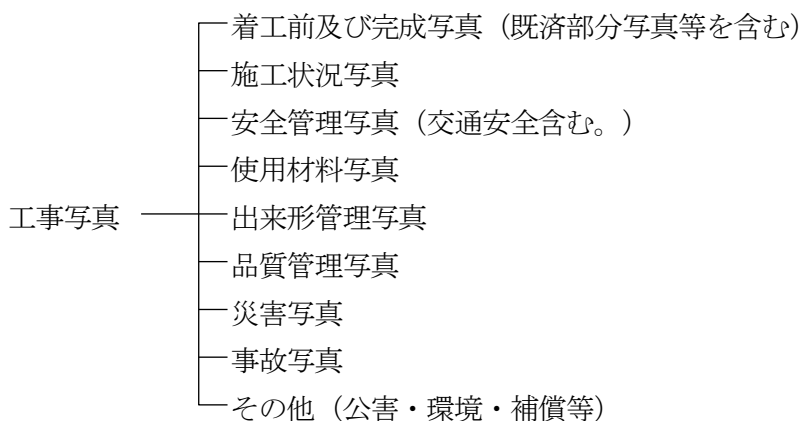 着工前及び完成写真（既済部分写真等を含む）
施工状況写真
安全管理写真（交通安全含む。）
使用材料写真
工事写真
出来形管理写真
品質管理写真
災害写真
事故写真
その他（公害・環境・補償等）